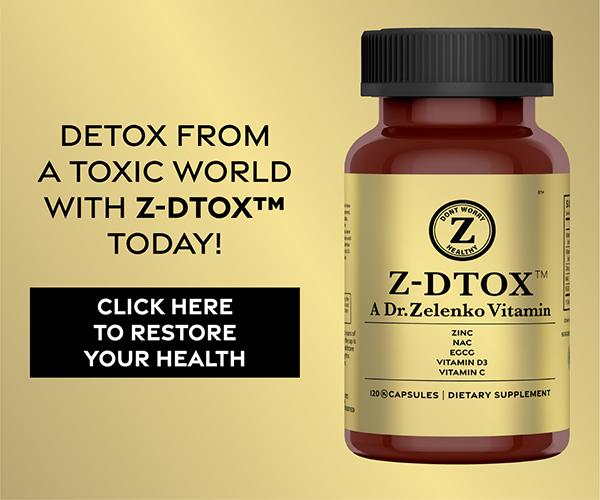 DETOX FROM
A TOXIC WORLD
WITH Z-DTOX™
TODAY!
CLICK HERE
TO RESTORE
YOUR HEALTH
DONT WORRY
Z
HEALTHY
Z-DTOX™
A Dr. Zelenko Vitamin
ZINC
NAC
EGCG
VITAMIN D3
VITAMIN C
120 CAPSULES | DIETARY SUPPLEMENT